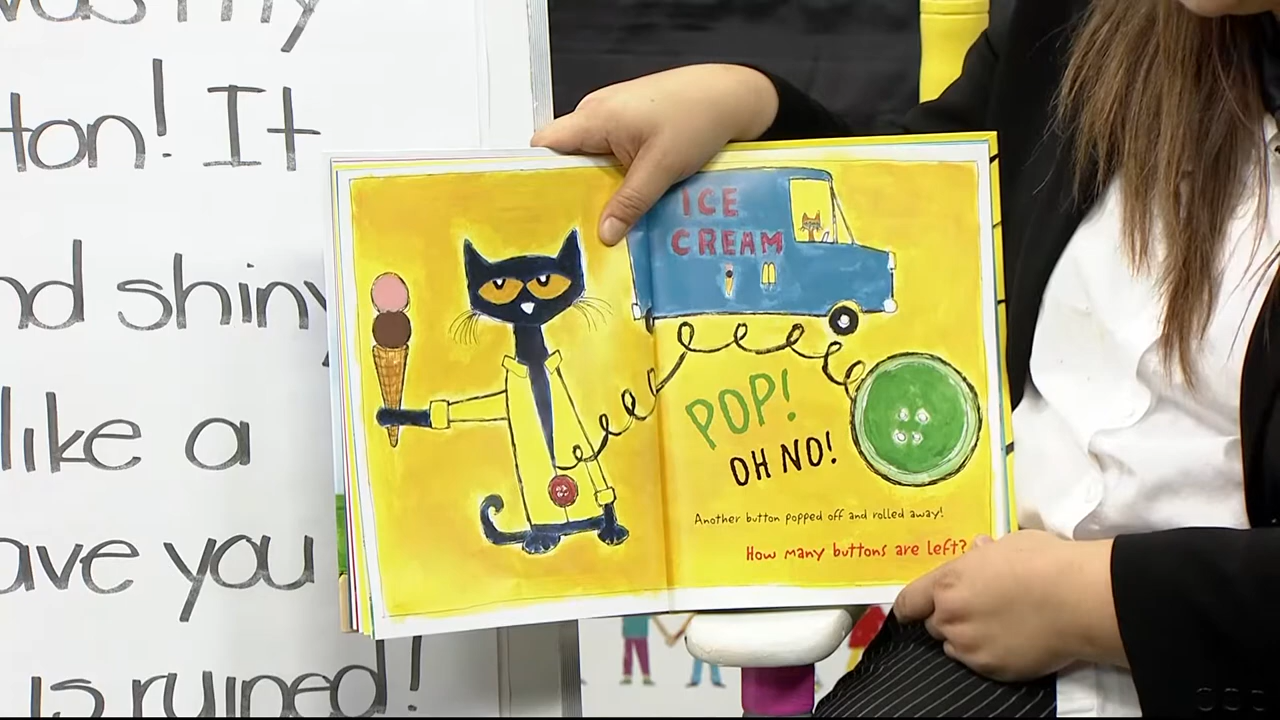 was my
ton! It
nd shiny
like a
ave you
is ruined!
ICE
CREAM
POP!
OH NO!
Another button popped off and rolled away!
How many buttons are left?